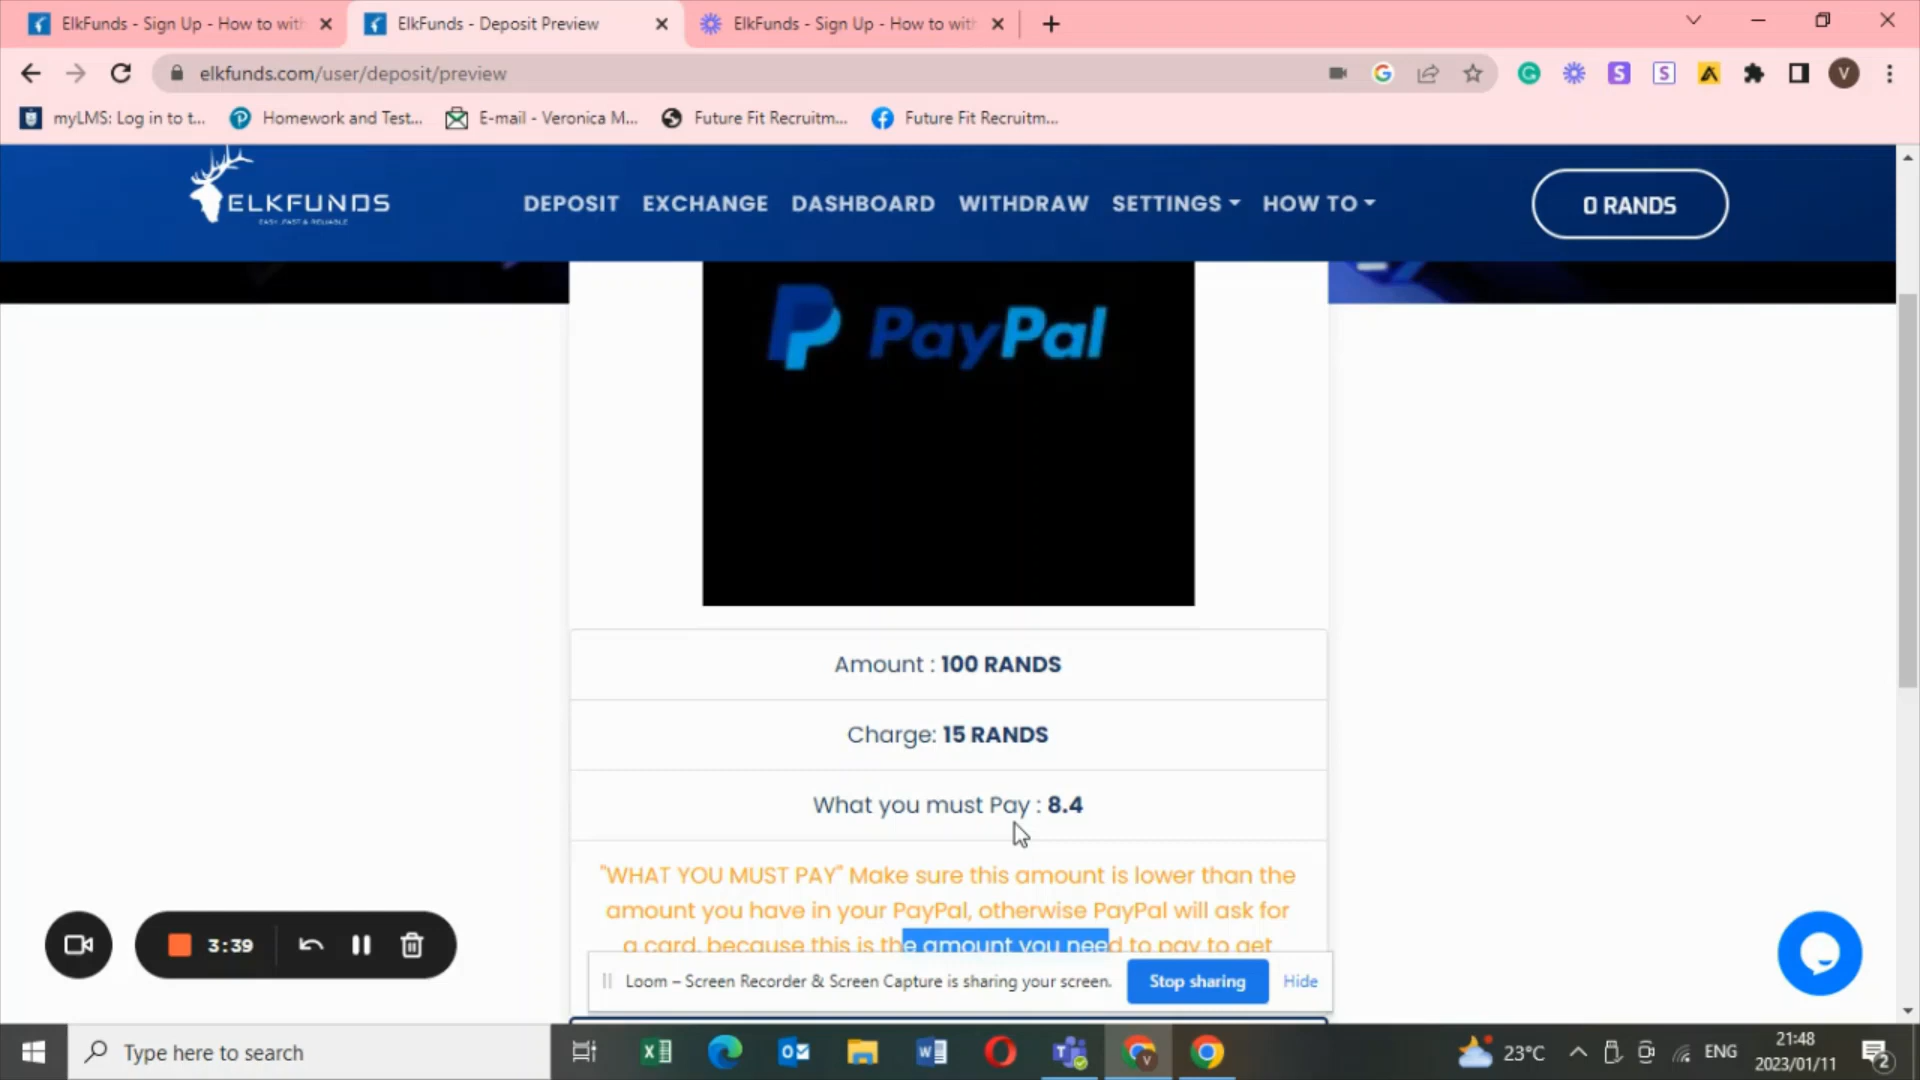 ElkFunds - Sign Up - How to with
ElkFunds - Deposit Preview
ElkFunds - Sign Up - How to with
elkfunds.com/user/deposit/preview
V
myLMS: Log in to t...
Homework and Test...
E-mail - Veronica M...
Future Fit Recruitm...
Future Fit Recruitm...
ELKFUNDS
EASY, FAST & RELIABLE
DEPOSIT
EXCHANGE
DASHBOARD
WITHDRAW
SETTINGS
HOW TO
0 RANDS
PayPal
Amount : 100 RANDS
Charge: 15 RANDS
What you must Pay : 8.4
"WHAT YOU MUST PAY" Make sure this amount is lower than the
amount you have in your PayPal, otherwise PayPal will ask for
a card, because this is the amount you need to pay to get
3:39
Loom – Screen Recorder & Screen Capture is sharing your screen.
Stop sharing
Hide
Type here to search
23°C
ENG
21:48
2023/01/11
2